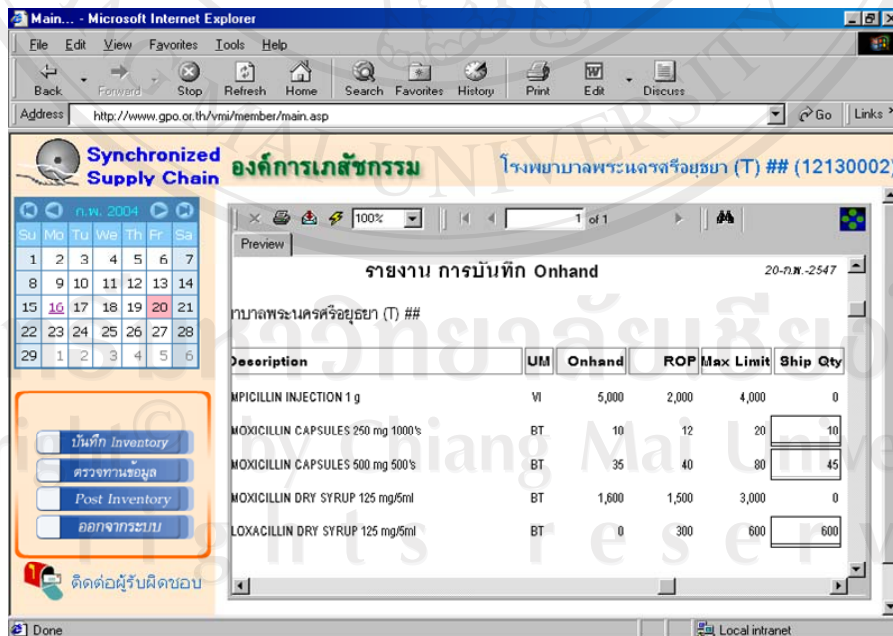 Main... - Microsoft Internet Explorer
File Edit View Favorites Tools Help
Back Forward Stop Refresh Home Search Favorites History Print Edit Discuss
Address http://www.gpo.or.th/vmi/member/main.asp Go Links
Synchronized Supply Chain
องค์การเภสัชกรรม
โรงพยาบาลพระนครศรีอยุธยา (T) ## (12130002)
ก.พ. 2004
Su Mo Tu We Th Fr Sa
1 2 3 4 5 6 7
8 9 10 11 12 13 14
15 16 17 18 19 20 21
22 23 24 25 26 27 28
29 1 2 3 4 5 6
บันทึก Inventory
ตรวจทานข้อมูล
Post Inventory
ออกจากระบบ
ติดต่อผู้รับผิดชอบ
100% 1 of 1
Preview
รายงาน การบันทึก Onhand
20-ก.พ.-2547
าบาลพระนครศรีอยุธยา (T) ##
Description UM Onhand ROP Max Limit Ship Qty
MPICILLIN INJECTION 1 g VI 5,000 2,000 4,000 0
MOXICILLIN CAPSULES 250 mg 1000's BT 10 12 20 10
MOXICILLIN CAPSULES 500 mg 500's BT 35 40 80 45
MOXICILLIN DRY SYRUP 125 mg/5ml BT 1,600 1,500 3,000 0
LOXACILLIN DRY SYRUP 125 mg/5ml BT 0 300 600 600
Done Local intranet